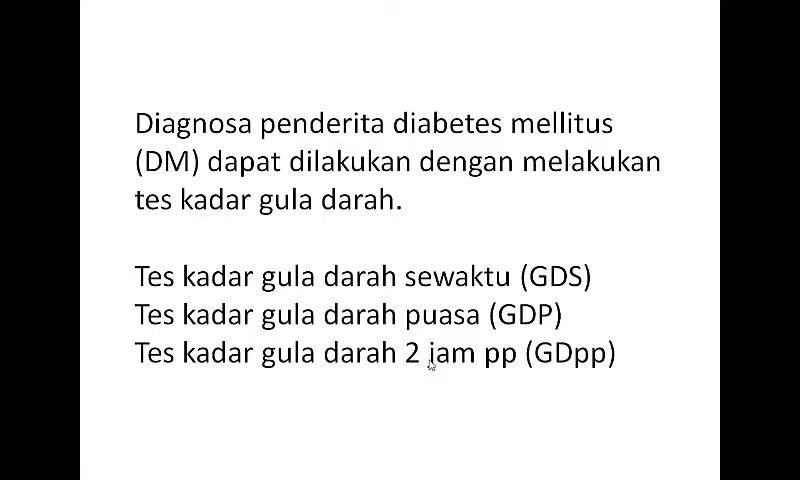 Diagnosa penderita diabetes mellitus
(DM) dapat dilakukan dengan melakukan
tes kadar gula darah.
Tes kadar gula darah sewaktu (GDS)
Tes kadar gula darah puasa (GDP)
Tes kadar gula darah 2 jam pp (GDpp)